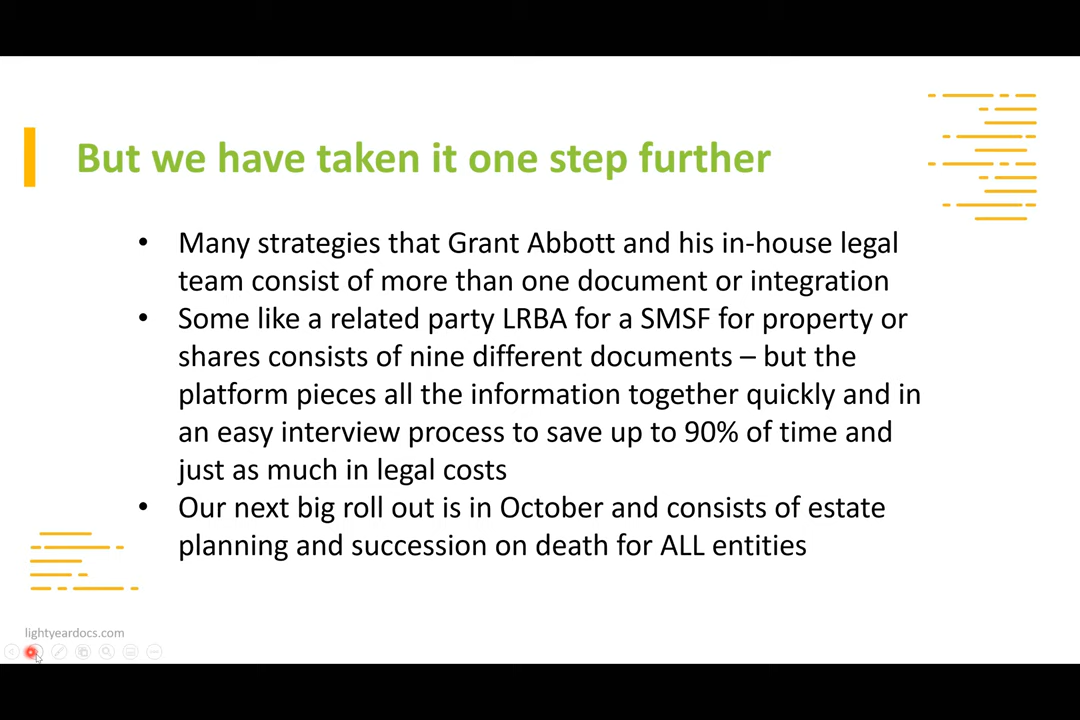 But we have taken it one step further
• Many strategies that Grant Abbott and his in-house legal
team consist of more than one document or integration
• Some like a related party LRBA for a SMSF for property or
shares consists of nine different documents – but the
platform pieces all the information together quickly and in
an easy interview process to save up to 90% of time and
just as much in legal costs
• Our next big roll out is in October and consists of estate
planning and succession on death for ALL entities
lightyeardocs.com